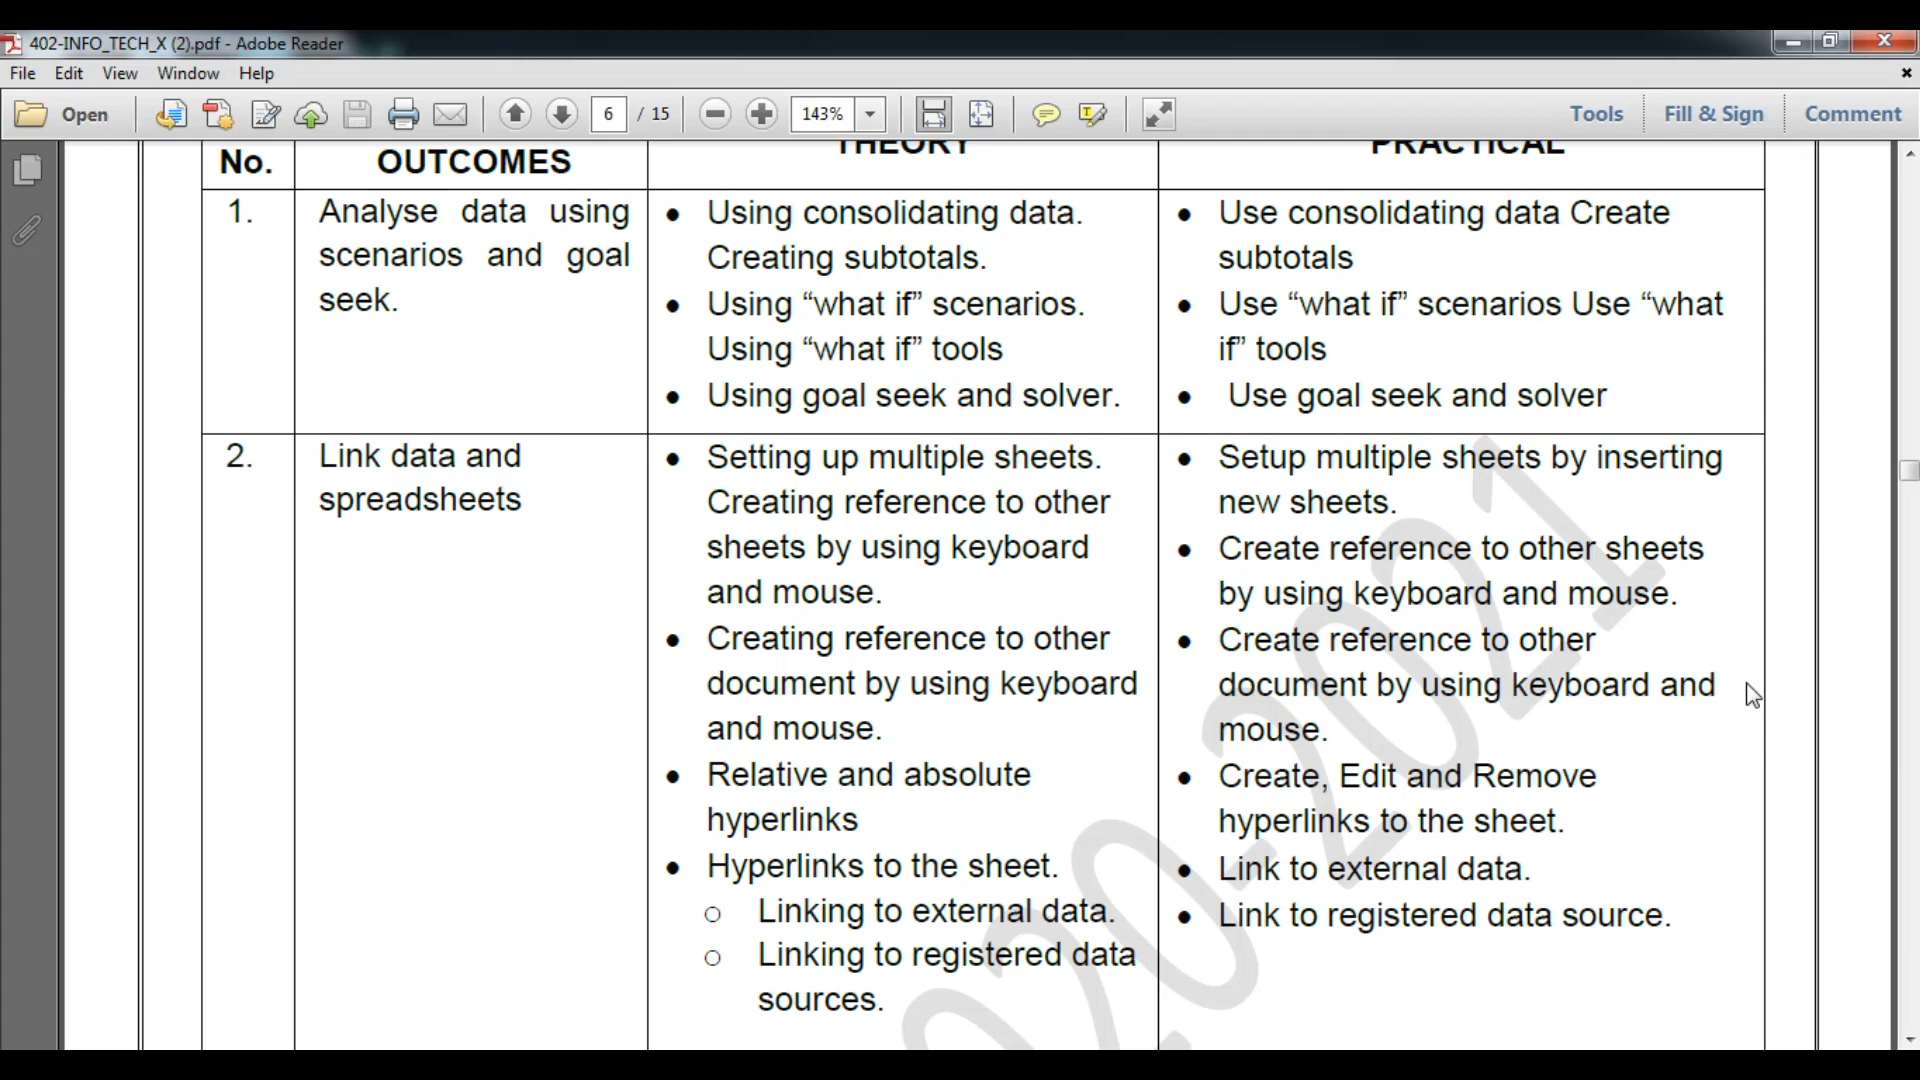 402-INFO_TECH_X (2).pdf - Adobe Reader
File Edit View Window Help
Open 6 / 15 143% Tools Fill & Sign Comment
No. OUTCOMES THEORY PRACTICAL
1.
Analyse data using
scenarios and goal
seek.
• Using consolidating data.
Creating subtotals.
• Using “what if” scenarios.
Using “what if” tools
• Using goal seek and solver.
• Use consolidating data Create
subtotals
• Use “what if” scenarios Use “what
if” tools
• Use goal seek and solver
2.
Link data and
spreadsheets
• Setting up multiple sheets.
Creating reference to other
sheets by using keyboard
and mouse.
• Creating reference to other
document by using keyboard
and mouse.
• Relative and absolute
hyperlinks
• Hyperlinks to the sheet.
○ Linking to external data.
○ Linking to registered data
sources.
• Setup multiple sheets by inserting
new sheets.
• Create reference to other sheets
by using keyboard and mouse.
• Create reference to other
document by using keyboard and
mouse.
• Create, Edit and Remove
hyperlinks to the sheet.
• Link to external data.
• Link to registered data source.
020-2021